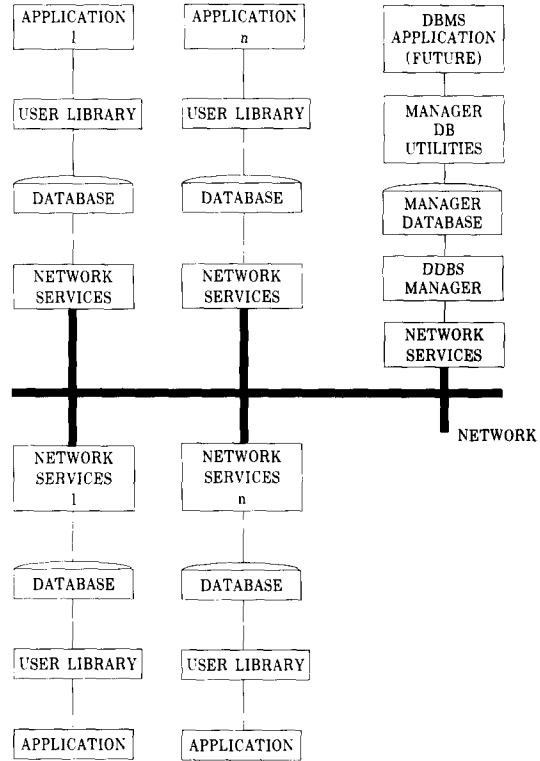 APPLICATION
1
USER LIBRARY
DATABASE
NETWORK
SERVICES
APPLICATION
n
USER LIBRARY
DATABASE
NETWORK
SERVICES
DBMS
APPLICATION
(FUTURE)
MANAGER
DB
UTILITIES
MANAGER
DATABASE
DDBS
MANAGER
NETWORK
SERVICES
NETWORK
NETWORK
SERVICES
1
DATABASE
USER LIBRARY
APPLICATION
NETWORK
SERVICES
n
DATABASE
USER LIBRARY
APPLICATION